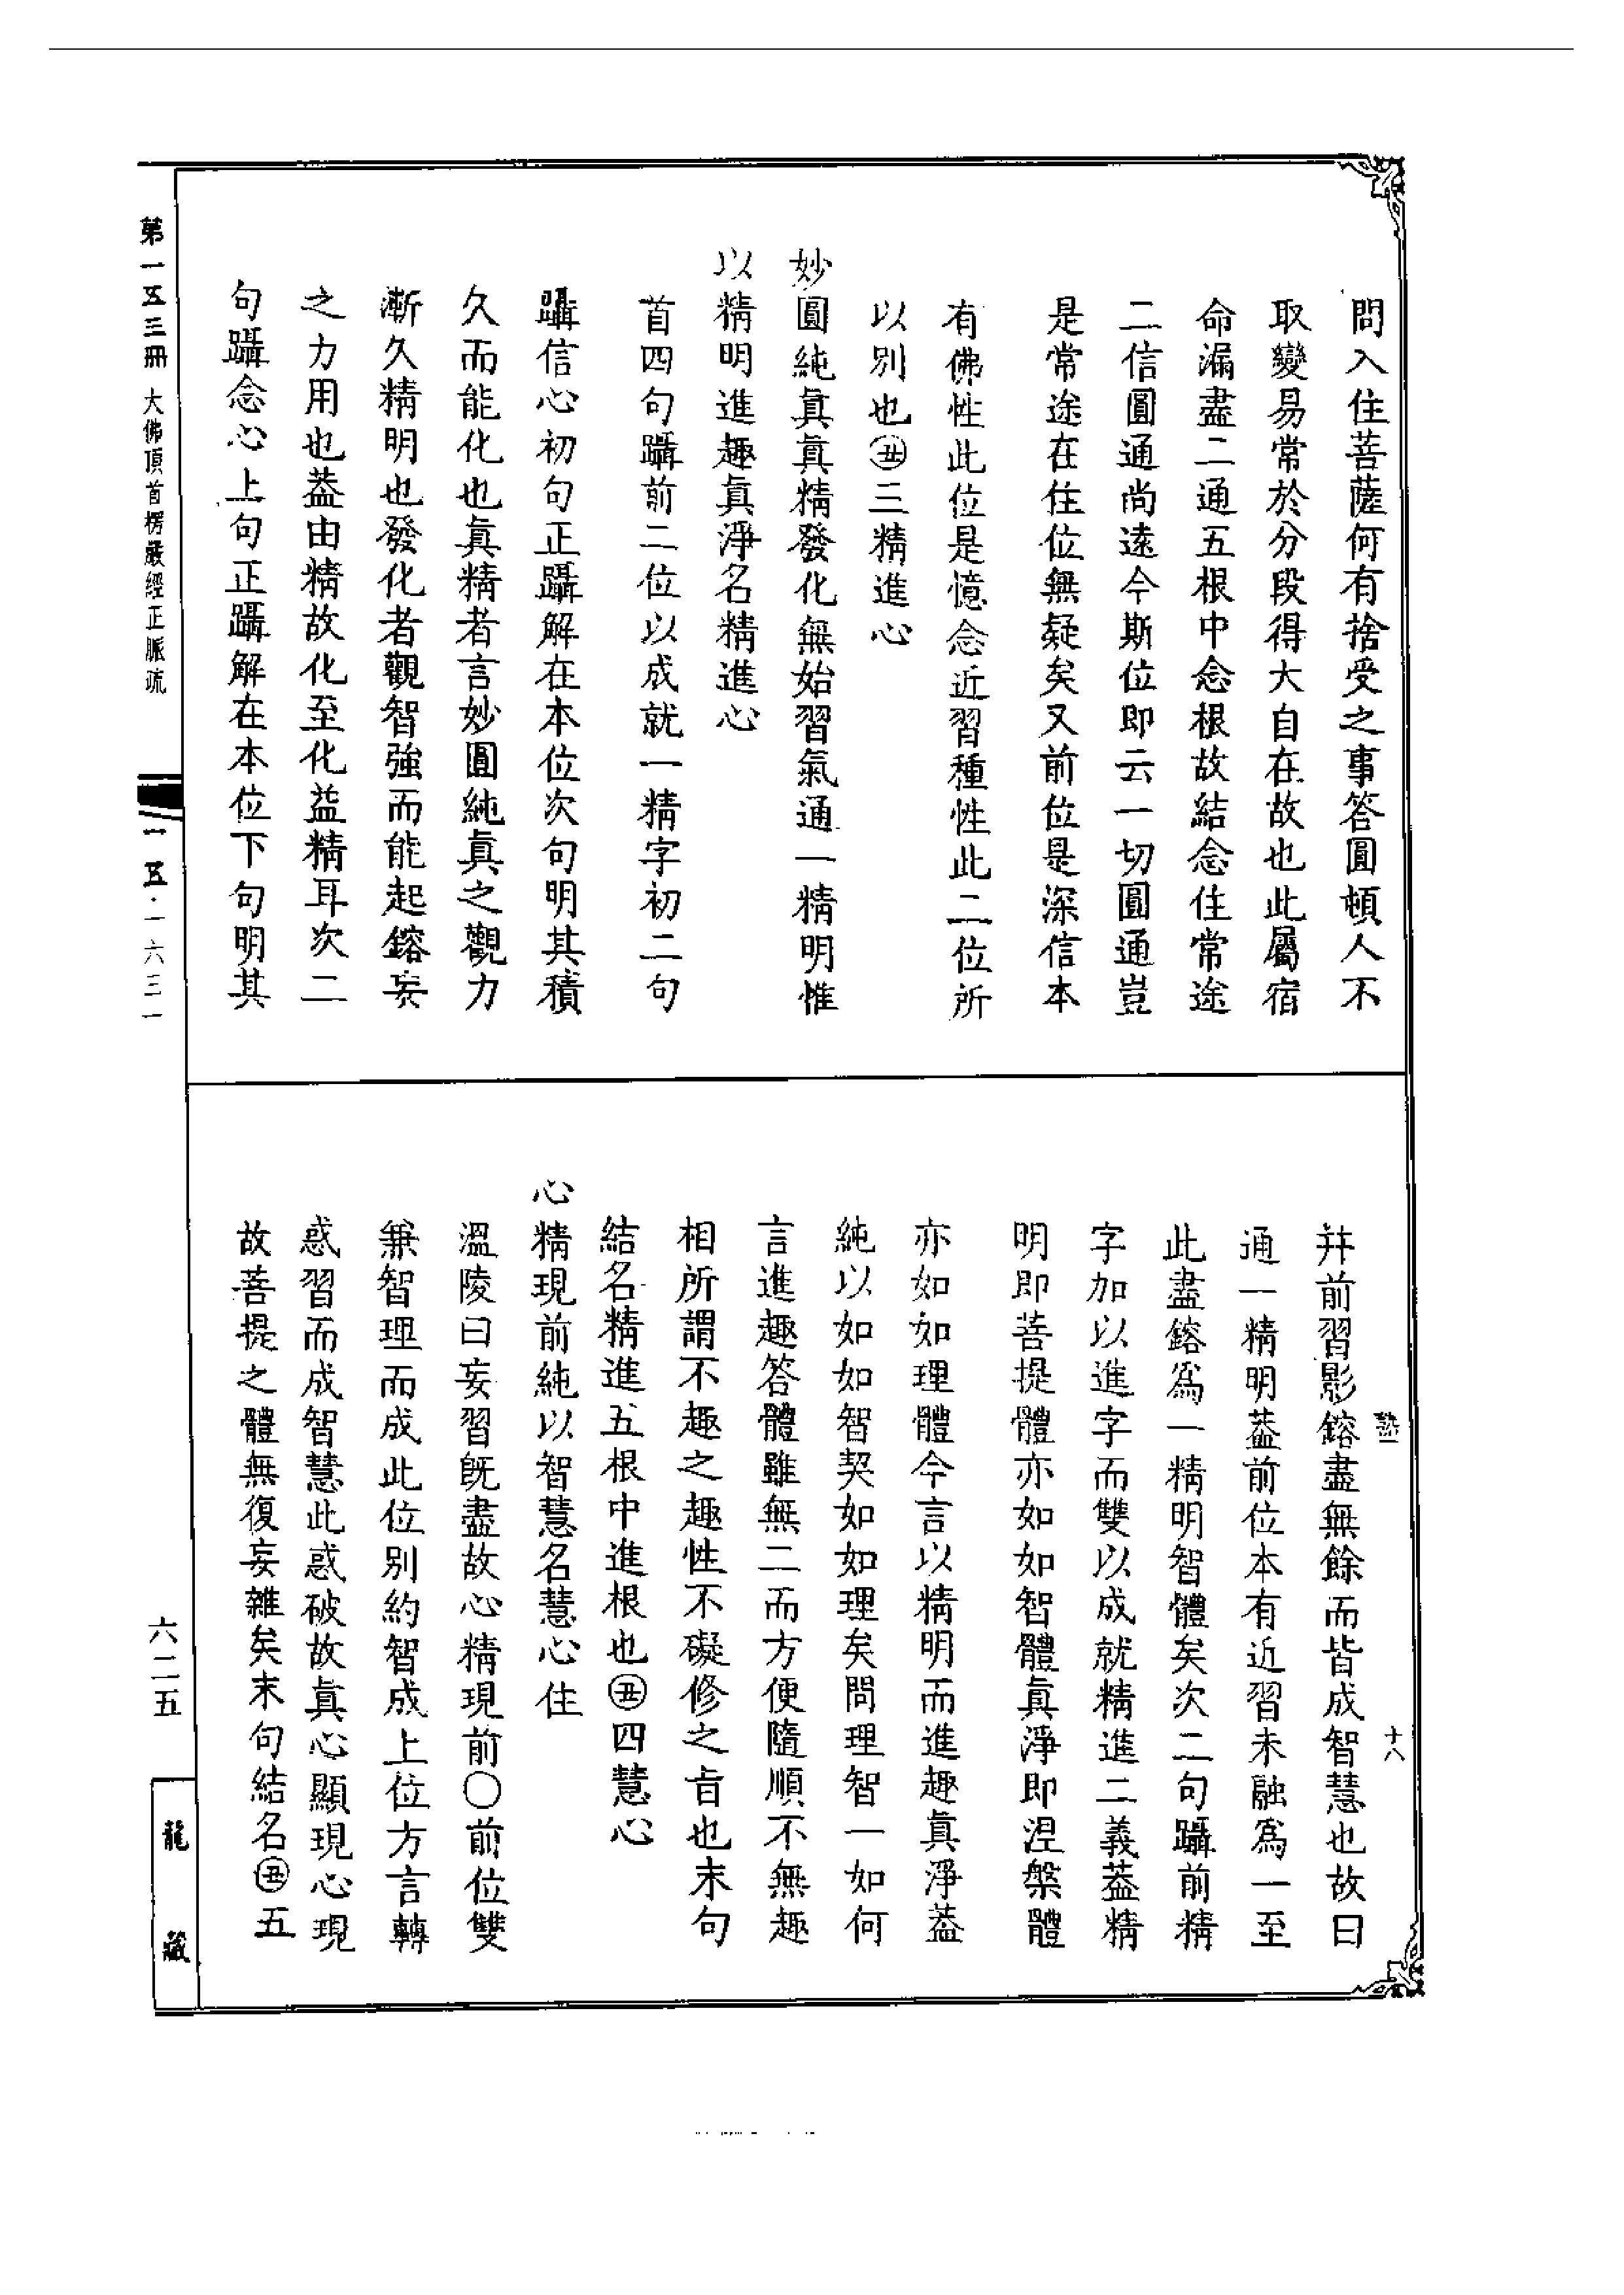 問入住菩薩何有捨受之事答圓頓人不
取變易常於分段得大自在故也此屬宿
命漏盡二通五根中念根故結念住常途
二信圓通尚遠今斯位即云一切圓通豈
是常途在住位無疑矣又前位是深信本
有佛性此位是憶念近習種性此二位所
以別也㊄三精進心
妙圓純真真精發化無始習氣通一精明惟
以精明進趣真淨名精進心
首四句躡前二位以成就一精字初二句
躡信心初句正躡解在本位次句明其積
久而能化也真精者言妙圓純真之觀力
漸久精明也發化者觀智強而能起鎔妄
之力用也葢由精故化至化益精耳次二
句躡念心上句正躡解在本位下句明其
并前習影鎔盡無餘而皆成智慧也故曰
通一精明葢前位本有近習未融為一至
此盡鎔為一精明智體矣次二句躡前精
字加以進字而雙以成就精進二義葢精
明即菩提體亦如如智體真淨即涅槃體
亦如如理體今言以精明而進趣真淨葢
純以如如智契如如理矣問理智一如何
言進趣答體雖無二而方便隨順不無趣
相所謂不趣之趣性不礙修之旨也末句
結名精進五根中進根也㊄四慧心
心精現前純以智慧名慧心住
溫陵曰妄習既盡故心精現前○前位雙
兼智理而成此位別約智成上位方言轉
惑習而成智慧此惑破故真心顯現心現
故菩提之體無復妄雜矣末句結名㊄五
十六
第一五三冊 大佛頂首楞嚴經正脈疏
一五·一六三一
六二五
龍藏